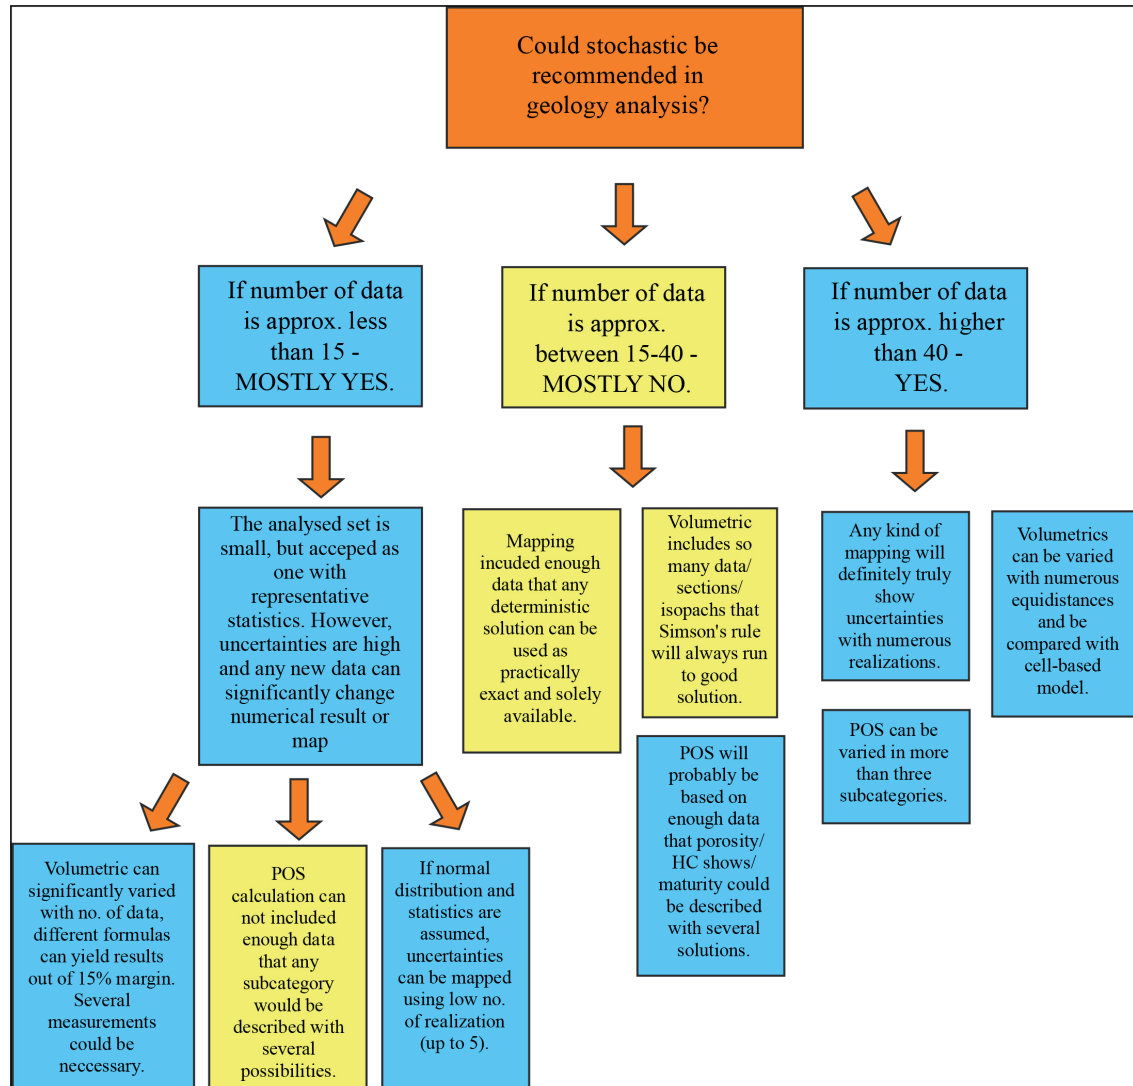 Could stochastic be
recommended in
geology analysis?
If number of data
is approx. less
than 15 -
MOSTLY YES.
If number of data
is approx.
between 15-40 -
MOSTLY NO.
If number of data
is approx. higher
than 40 -
YES.
The analysed set is
small, but acceped as
one with
representative
statistics. However,
uncertainties are high
and any new data can
significantly change
numerical result or
map
Mapping
incuded enough
data that any
deterministic
solution can be
used as
practically
exact and solely
available.
Volumetric
includes so
many data/
sections/
isopachs that
Simson's rule
will always run
to good
solution.
Any kind of
mapping will
definitely truly
show
uncertainties
with numerous
realizations.
Volumetrics
can be varied
with numerous
equidistances
and be
compared with
cell-based
model.
POS will
probably be
based on
enough data
that porosity/
HC shows/
maturity could
be described
with several
solutions.
POS can be
varied in more
than three
subcategories.
Volumetric can
significantly varied
with no. of data,
different formulas
can yield results
out of 15% margin.
Several
measurements
could be
neccessary.
POS
calculation can
not included
enough data
that any
subcategory
would be
described with
several
possibilities.
If normal
distribution and
statistics are
assumed,
uncertainties
can be mapped
using low no.
of realization
(up to 5).